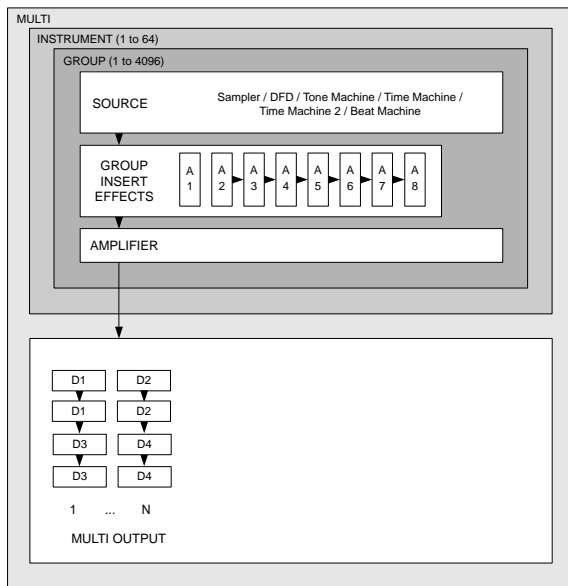 MULTI
INSTRUMENT (1 to 64)
GROUP (1 to 4096)
SOURCE
Sampler / DFD / Tone Machine / Time Machine /
Time Machine 2 / Beat Machine
GROUP
INSERT
EFFECTS
A A A A A A A A
1 2 3 4 5 6 7 8
AMPLIFIER
D1 D2
D1 D2
D3 D4
D3 D4
1 ... N
MULTI OUTPUT